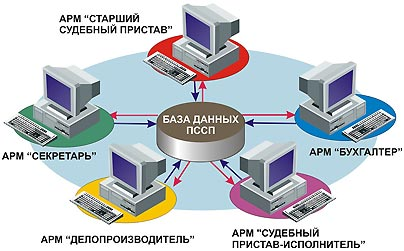 АРМ “СТАРШИЙ
СУДЕБНЫЙ ПРИСТАВ”
БАЗА ДАННЫХ
ПССП
АРМ “СЕКРЕТАРЬ”
АРМ “БУХГАЛТЕР”
АРМ “ДЕЛОПРОИЗВОДИТЕЛЬ”
АРМ “СУДЕБНЫЙ
ПРИСТАВ-ИСПОЛНИТЕЛЬ”